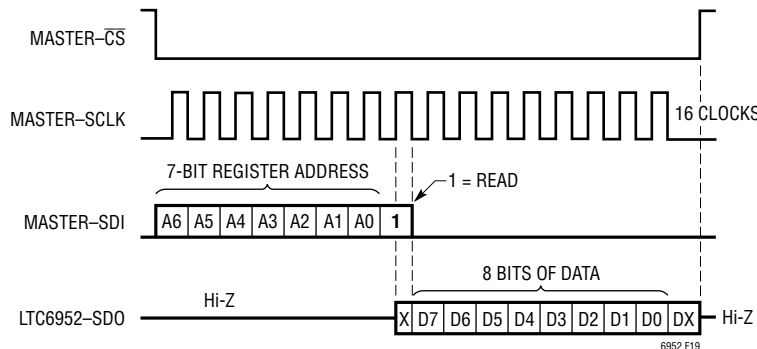 MASTER–CS
MASTER–SCLK
16 CLOCKS
7-BIT REGISTER ADDRESS
1 = READ
MASTER–SDI
A6 A5 A4 A3 A2 A1 A0 1
8 BITS OF DATA
Hi-Z
LTC6952–SDO
X D7 D6 D5 D4 D3 D2 D1 D0 DX
Hi-Z
6952 F19